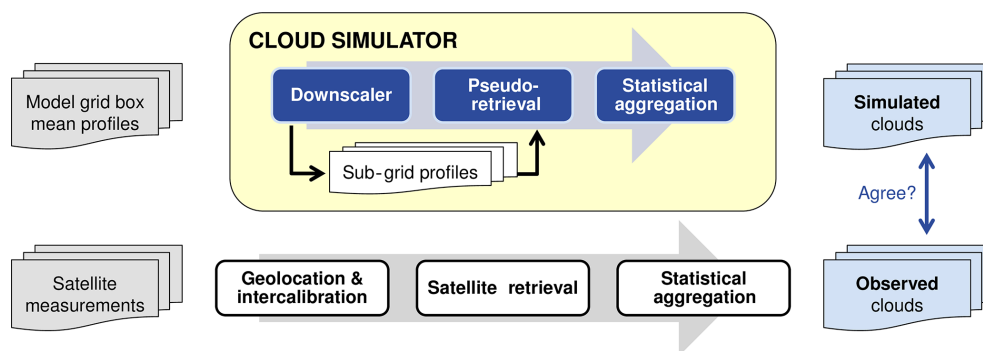 CLOUD SIMULATOR
Model grid box
mean profiles
Downscaler
Pseudo-
retrieval
Statistical
aggregation
Sub-grid profiles
Simulated
clouds
Agree?
Satellite
measurements
Geolocation &
intercalibration
Satellite retrieval
Statistical
aggregation
Observed
clouds